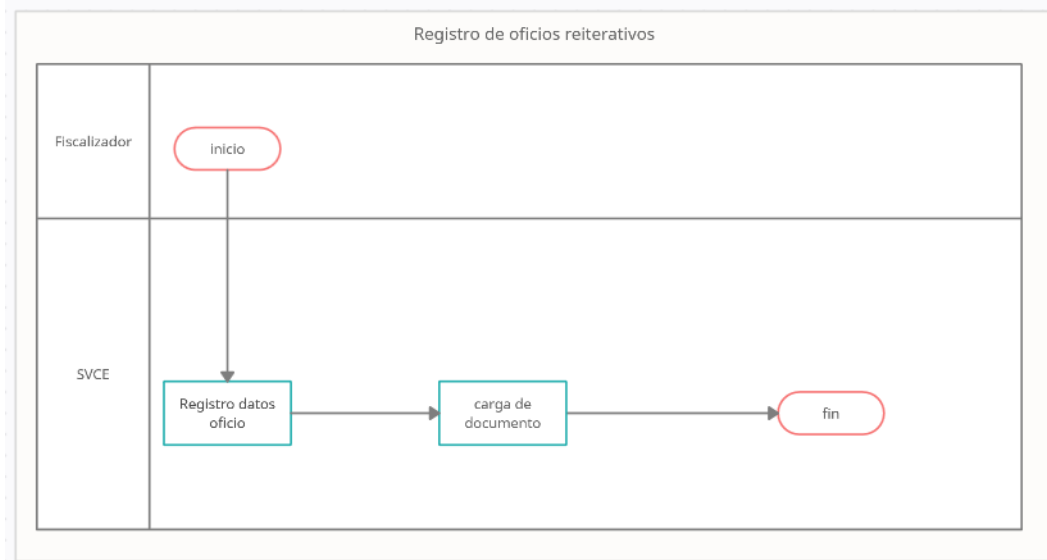 Registro de oficios reiterativos
Fiscalizador
inicio
SVCE
Registro datos
oficio
carga de
documento
fin